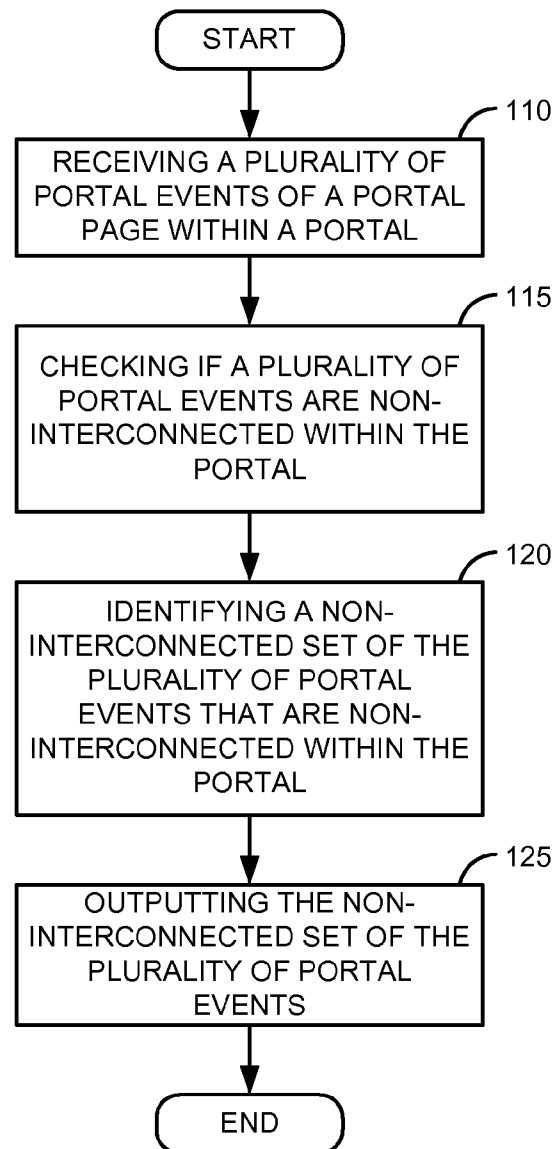 START
110
RECEIVING A PLURALITY OF
PORTAL EVENTS OF A PORTAL
PAGE WITHIN A PORTAL
115
CHECKING IF A PLURALITY OF
PORTAL EVENTS ARE NON-
INTERCONNECTED WITHIN THE
PORTAL
120
IDENTIFYING A NON-
INTERCONNECTED SET OF THE
PLURALITY OF PORTAL
EVENTS THAT ARE NON-
INTERCONNECTED WITHIN THE
PORTAL
125
OUTPUTTING THE NON-
INTERCONNECTED SET OF THE
PLURALITY OF PORTAL
EVENTS
END